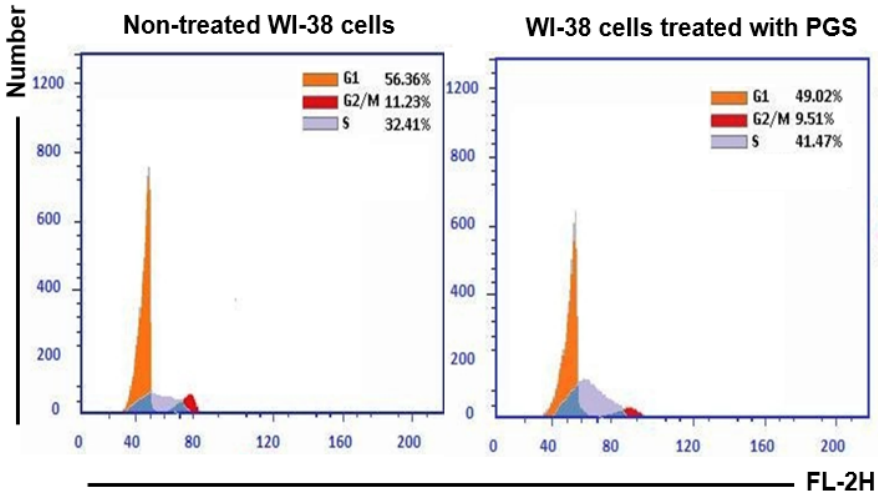 Non-treated WI-38 cells
WI-38 cells treated with PGS
Number
G1 56.36%
G2/M 11.23%
S 32.41%
1200
800
600
400
200
0
0 40 80 120 160 200
G1 49.02%
G2/M 9.51%
S 41.47%
1200
800
600
400
200
0
0 40 80 120 160 200
FL-2H